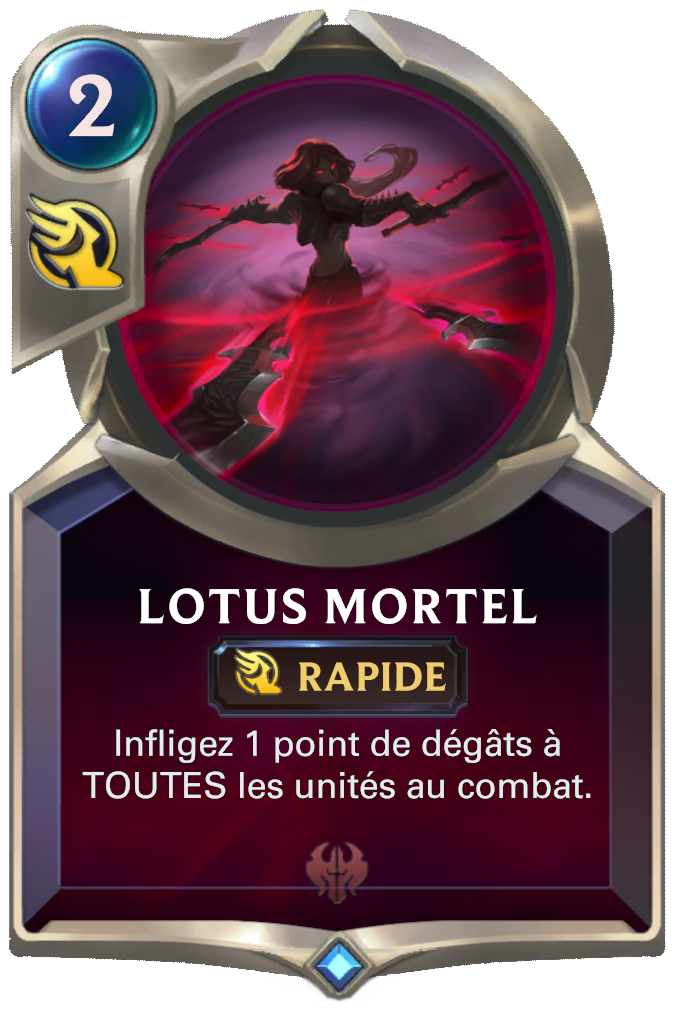 2
LOTUS MORTEL
RAPIDE
Infligez 1 point de dégâts à
TOUTES les unités au combat.